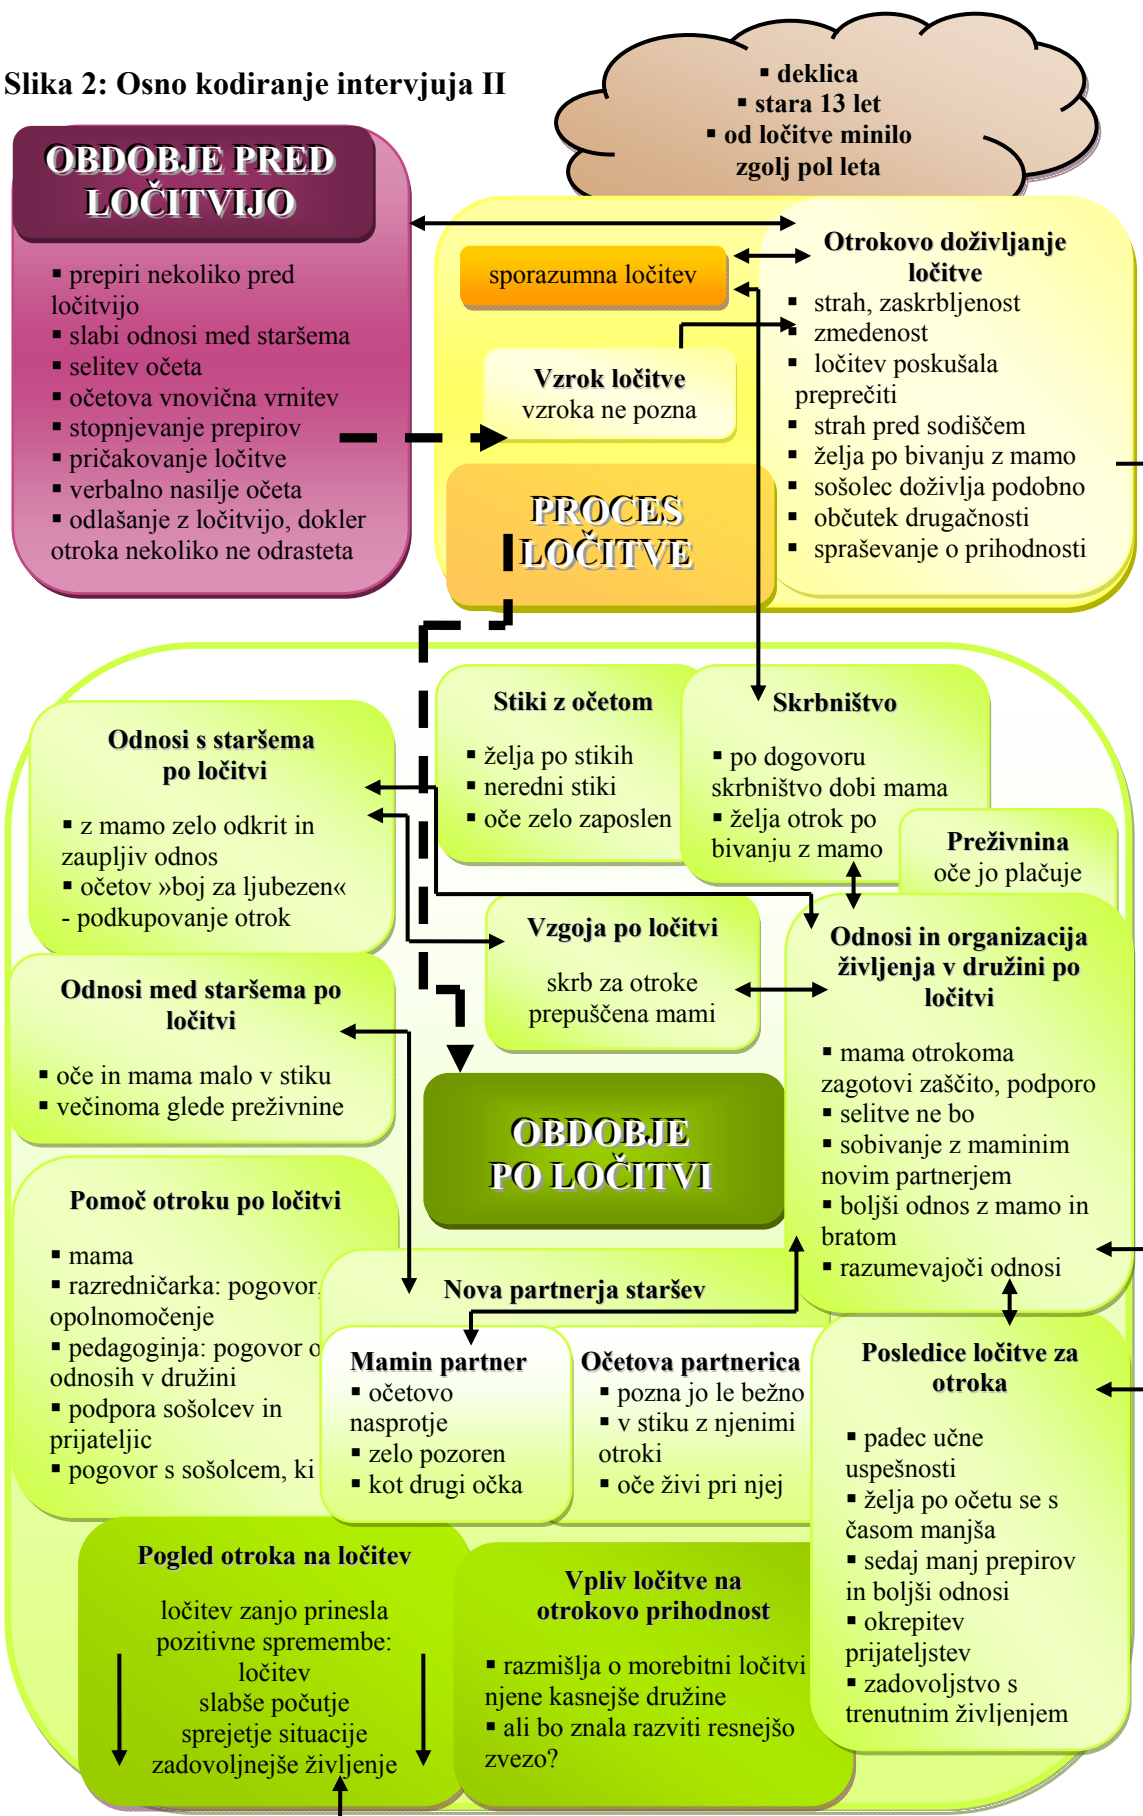 Slika 2: Osno kodiranje intervjuja II
▪ deklica
▪ stara 13 let
▪ od ločitve minilo
zgolj pol leta
OBDOBJE PRED
LOČITVIJO
▪ prepiri nekoliko pred
ločitvijo
▪ slabi odnosi med staršema
▪ selitev očeta
▪ očetova vnovična vrnitev
▪ stopnjevanje prepirov
▪ pričakovanje ločitve
▪ verbalno nasilje očeta
▪ odlašanje z ločitvijo, dokler
otroka nekoliko ne odrasteta
sporazumna ločitev
Vzrok ločitve
vzroka ne pozna
PROCES
LOČITVE
Otrokovo doživljanje
ločitve
▪ strah, zaskrbljenost
▪ zmedenost
▪ ločitev poskušala
preprečiti
▪ strah pred sodiščem
▪ želja po bivanju z mamo
▪ sošolec doživlja podobno
▪ občutek drugačnosti
▪ spraševanje o prihodnosti
Odnosi s staršema
po ločitvi
▪ z mamo zelo odkrit in
zaupljiv odnos
▪ očetov »boj za ljubezen«
- podkupovanje otrok
Stiki z očetom
▪ želja po stikih
▪ neredni stiki
▪ oče zelo zaposlen
Skrbništvo
▪ po dogovoru
skrbništvo dobi mama
▪ želja otrok po
bivanju z mamo
Preživnina
oče jo plačuje
Vzgoja po ločitvi
skrb za otroke
prepuščena mami
Odnosi in organizacija
življenja v družini po
ločitvi
▪ mama otrokoma
zagotovi zaščito, podporo
▪ selitve ne bo
▪ sobivanje z maminim
novim partnerjem
▪ boljši odnos z mamo in
bratom
▪ razumevajoči odnosi
Odnosi med staršema po
ločitvi
▪ oče in mama malo v stiku
▪ večinoma glede preživnine
OBDOBJE
PO LOČITVI
Pomoč otroku po ločitvi
▪ mama
▪ razredničarka: pogovor,
opolnomočenje
▪ pedagoginja: pogovor o
odnosih v družini
▪ podpora sošolcev in
prijateljic
▪ pogovor s sošolcem, ki
Nova partnerja staršev
Mamin partner
▪ očetovo
nasprotje
▪ zelo pozoren
▪ kot drugi očka
Očetova partnerica
▪ pozna jo le bežno
▪ v stiku z njenimi
otroki
▪ oče živi pri njej
Posledice ločitve za
otroka
▪ padec učne
uspešnosti
▪ želja po očetu se s
časom manjša
▪ sedaj manj prepirov
in boljši odnosi
▪ okrepitev
prijateljstev
▪ zadovoljstvo s
trenutnim življenjem
Pogled otroka na ločitev
ločitev zanjo prinesla
pozitivne spremembe:
ločitev
slabše počutje
sprejetje situacije
zadovoljnejše življenje
Vpliv ločitve na
otrokovo prihodnost
▪ razmišlja o morebitni ločitvi
njene kasnejše družine
▪ ali bo znala razviti resnejšo
zvezo?